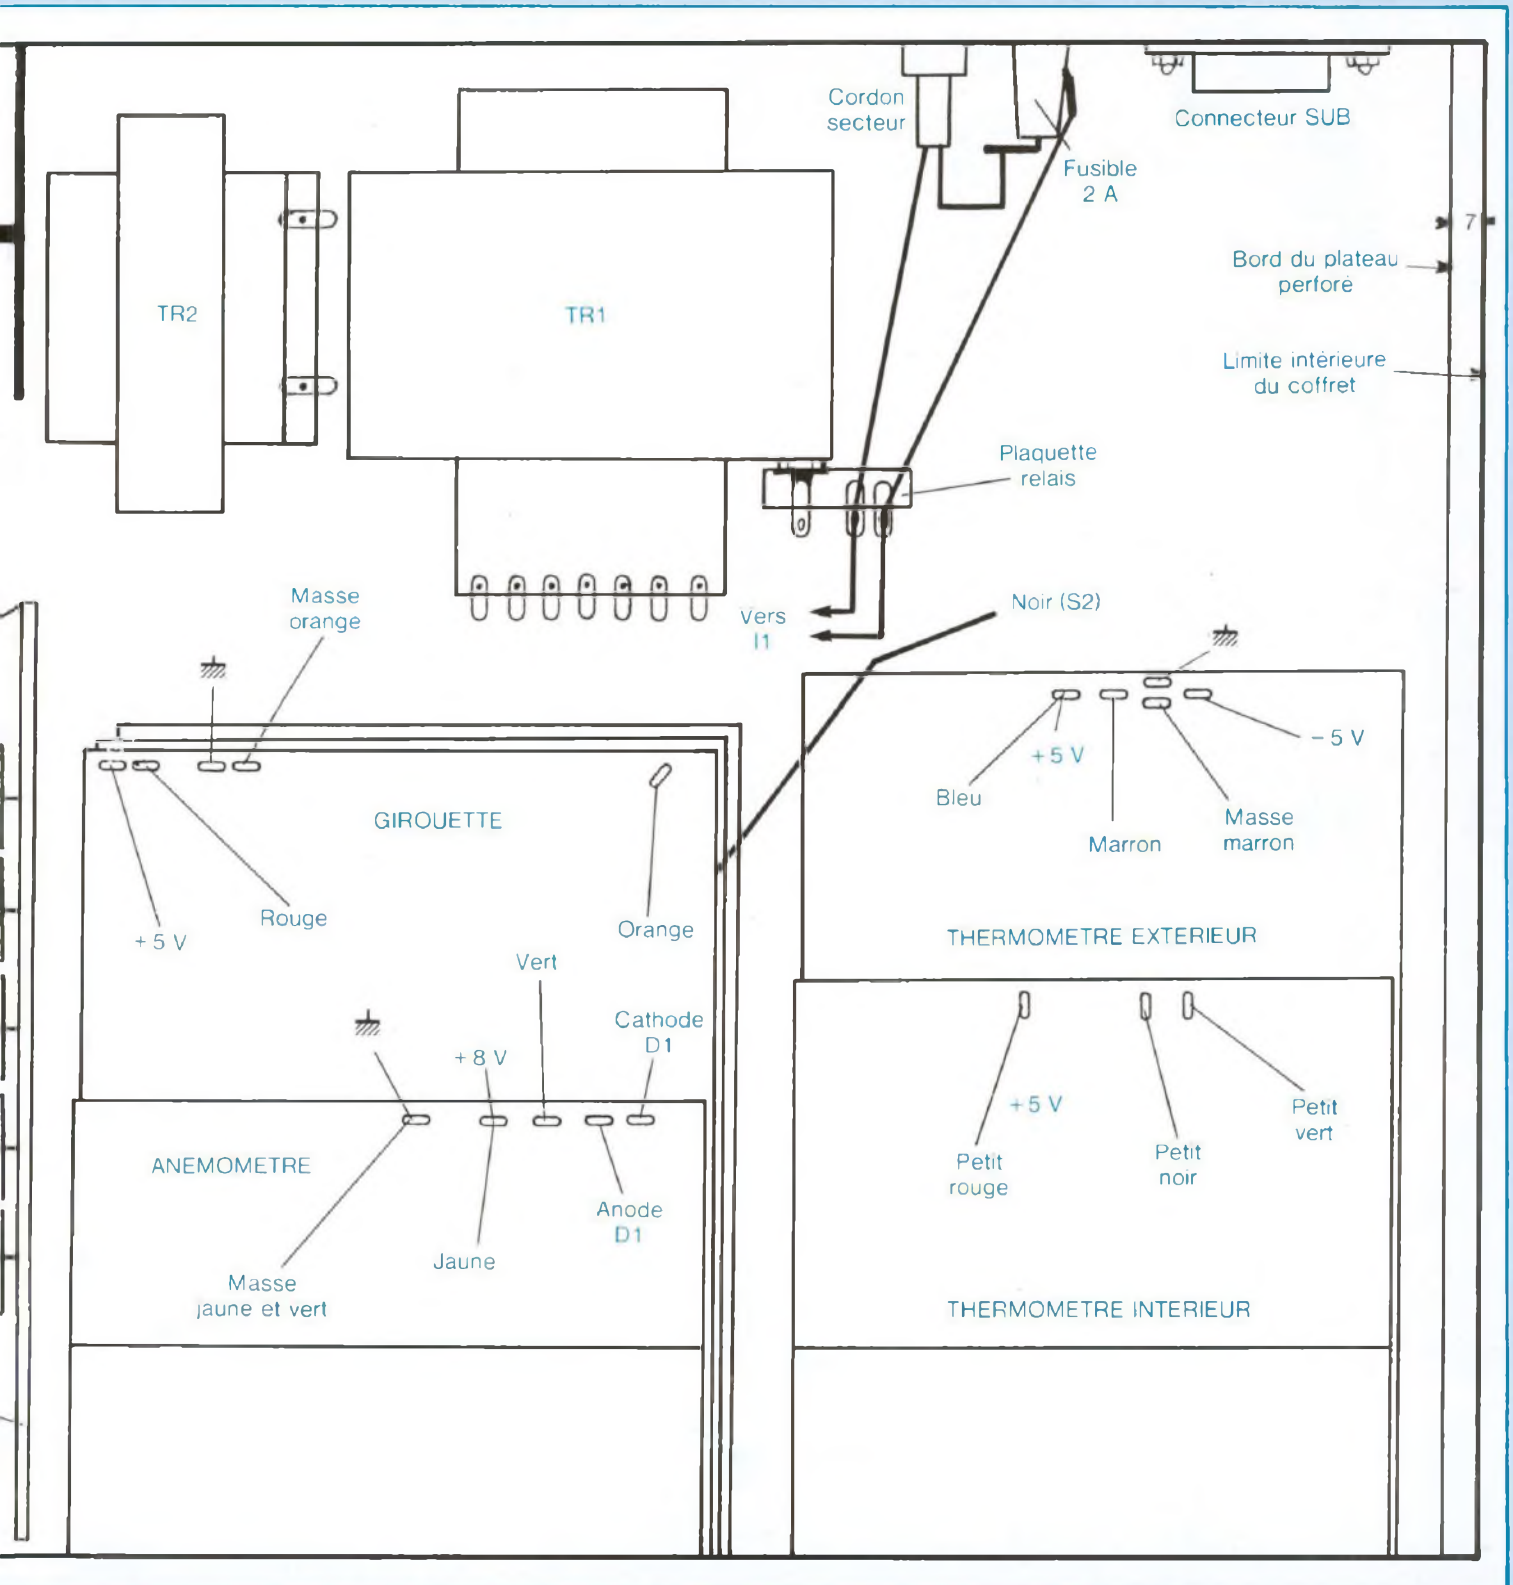 Cordon
secteur
Connecteur SUB
Fusible
2 A
7
Bord du plateau
perforé
TR2
TR1
Limite intérieure
du coffret
Plaquette
relais
Masse
orange
Vers
I1
Noir (S2)
+5 V
-5 V
Bleu
Marron
Masse
marron
GIROUETTE
Rouge
+5 V
Orange
THERMOMETRE EXTERIEUR
Vert
Cathode
D1
+8 V
+5 V
Petit
vert
Petit
noir
Petit
rouge
ANEMOMETRE
Anode
D1
Jaune
Masse
jaune et vert
THERMOMETRE INTERIEUR